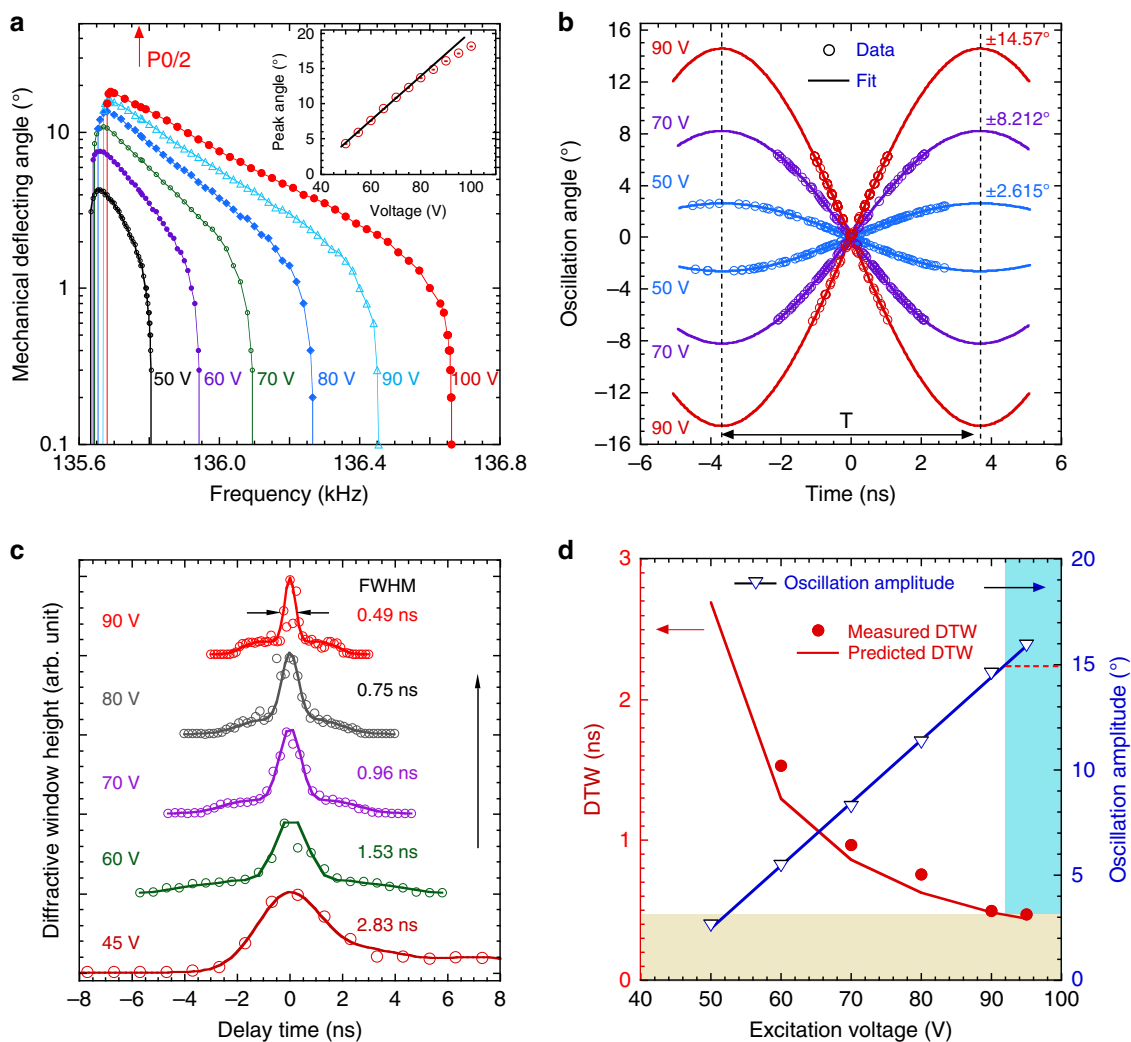 a
P0/2
Mechanical deflecting angle (°)
10
1
0.1
50 V
60 V
70 V
80 V
90 V
100 V
135.6
136.0
136.4
136.8
Frequency (kHz)
Peak angle (°)
20
15
10
5
0
40
60
80
100
Voltage (V)
b
Oscillation angle (°)
16
12
8
4
0
−4
−8
−12
−16
90 V
70 V
50 V
50 V
70 V
90 V
Data
Fit
±14.57°
±8.212°
±2.615°
T
−6
−4
−2
0
2
4
6
Time (ns)
c
Diffractive window height (arb. unit)
FWHM
90 V
0.49 ns
80 V
0.75 ns
70 V
0.96 ns
60 V
1.53 ns
45 V
2.83 ns
−8
−6
−4
−2
0
2
4
6
8
Delay time (ns)
d
DTW (ns)
3
2
1
0
Oscillation amplitude
Measured DTW
Predicted DTW
20
15
10
5
0
Oscillation amplitude (°)
40
50
60
70
80
90
100
Excitation voltage (V)